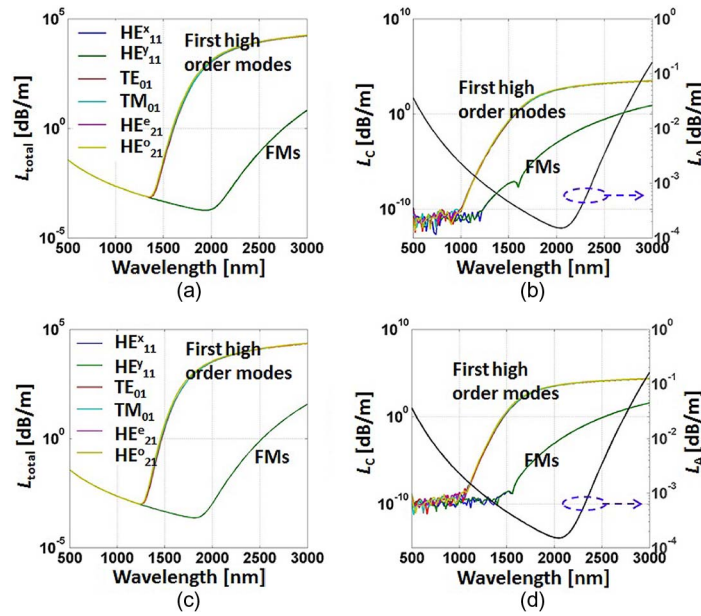 10^5
HE^x_11
HE^y_11
TE_01
TM_01
HE^e_21
HE^o_21
First high
order modes
FMs
10^0
10^-5
L_total [dB/m]
500 1000 1500 2000 2500 3000
Wavelength [nm]
(a)
10^10
First high
order modes
FMs
10^0
10^-10
L_C [dB/m]
10^0
10^-1
10^-2
10^-3
10^-4
L_A [dB/m]
500 1000 1500 2000 2500 3000
Wavelength [nm]
(b)
10^5
HE^x_11
HE^y_11
TE_01
TM_01
HE^e_21
HE^o_21
First high
order modes
FMs
10^0
10^-5
L_total [dB/m]
500 1000 1500 2000 2500 3000
Wavelength [nm]
(c)
10^10
First high
order modes
FMs
10^0
10^-10
L_C [dB/m]
10^0
10^-1
10^-2
10^-3
10^-4
L_A [dB/m]
500 1000 1500 2000 2500 3000
Wavelength [nm]
(d)